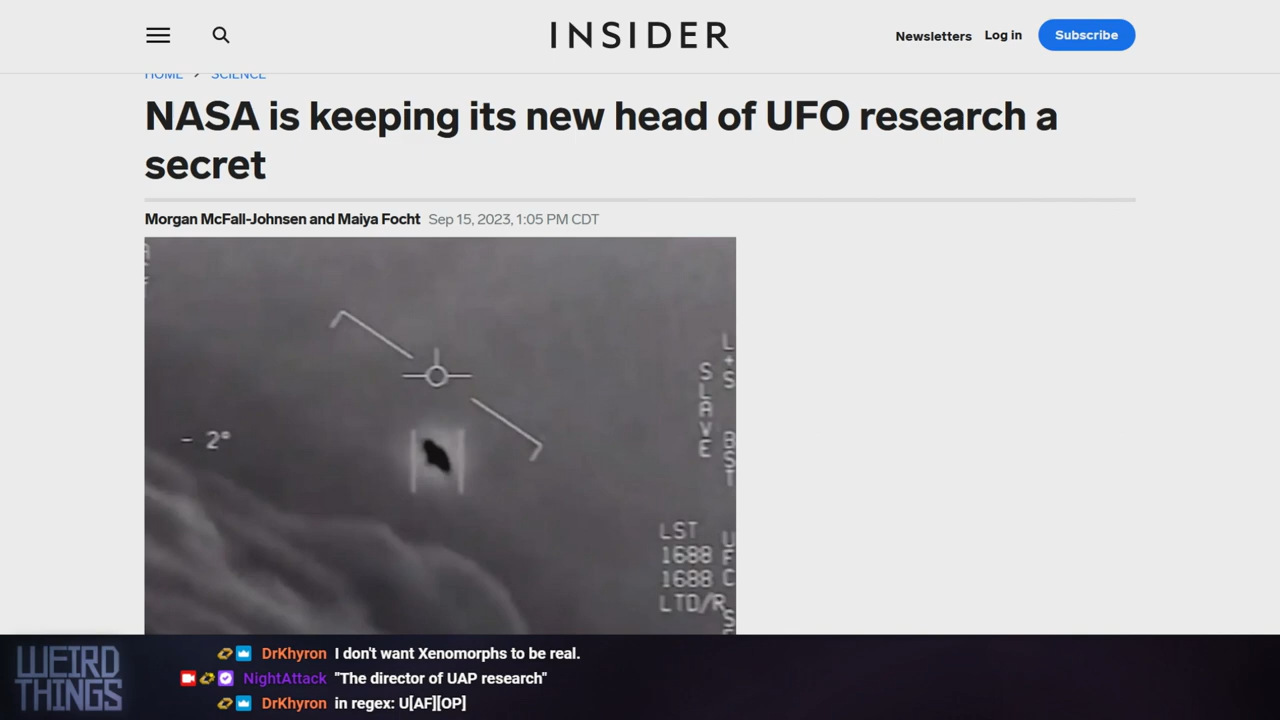 INSIDER
Newsletters Log in Subscribe
HOME > SCIENCE
NASA is keeping its new head of UFO research a
secret
Morgan McFall-Johnsen and Maiya Focht Sep 15, 2023, 1:05 PM CDT
- 2°
SLAVE
L+S
BST
LST
1688
1688
LTD/R
UFC
WEIRD
THINGS
DrKhyron I don't want Xenomorphs to be real.
NightAttack "The director of UAP research"
DrKhyron in regex: U[AF][OP]